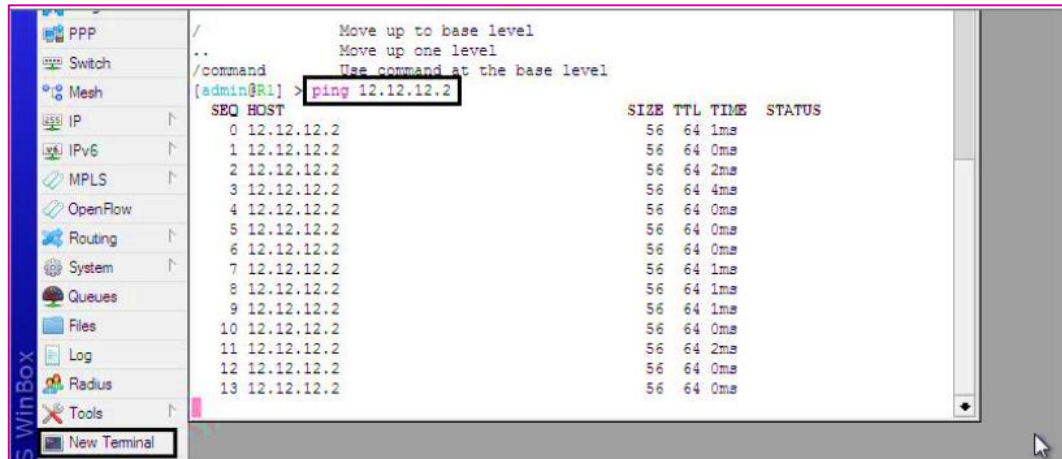 PPP
Switch
Mesh
IP
IPv6
MPLS
OpenFlow
Routing
System
Queues
Files
Log
Radius
Tools
New Terminal
WinBox
/ Move up to base level
.. Move up one level
/command Use command at the base level
[admin@R1] > ping 12.12.12.2
SEQ HOST SIZE TTL TIME STATUS
0 12.12.12.2 56 64 1ms
1 12.12.12.2 56 64 0ms
2 12.12.12.2 56 64 2ms
3 12.12.12.2 56 64 4ms
4 12.12.12.2 56 64 0ms
5 12.12.12.2 56 64 0ms
6 12.12.12.2 56 64 0ms
7 12.12.12.2 56 64 1ms
8 12.12.12.2 56 64 1ms
9 12.12.12.2 56 64 1ms
10 12.12.12.2 56 64 0ms
11 12.12.12.2 56 64 2ms
12 12.12.12.2 56 64 0ms
13 12.12.12.2 56 64 0ms